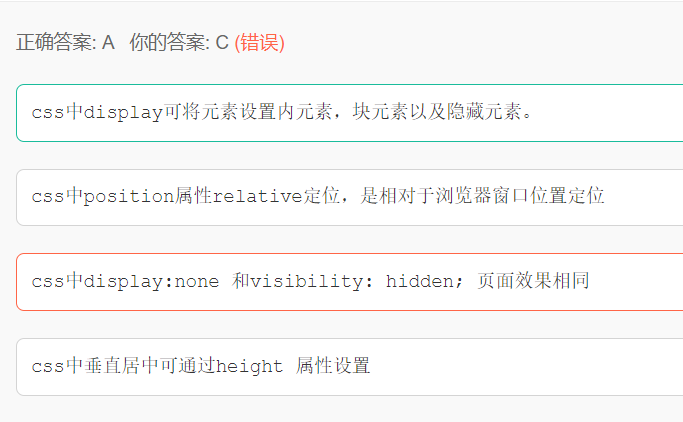 正确答案: A 你的答案: C (错误)
css中display可将元素设置内元素，块元素以及隐藏元素。
css中position属性relative定位，是相对于浏览器窗口位置定位
css中display:none 和visibility: hidden; 页面效果相同
css中垂直居中可通过height 属性设置